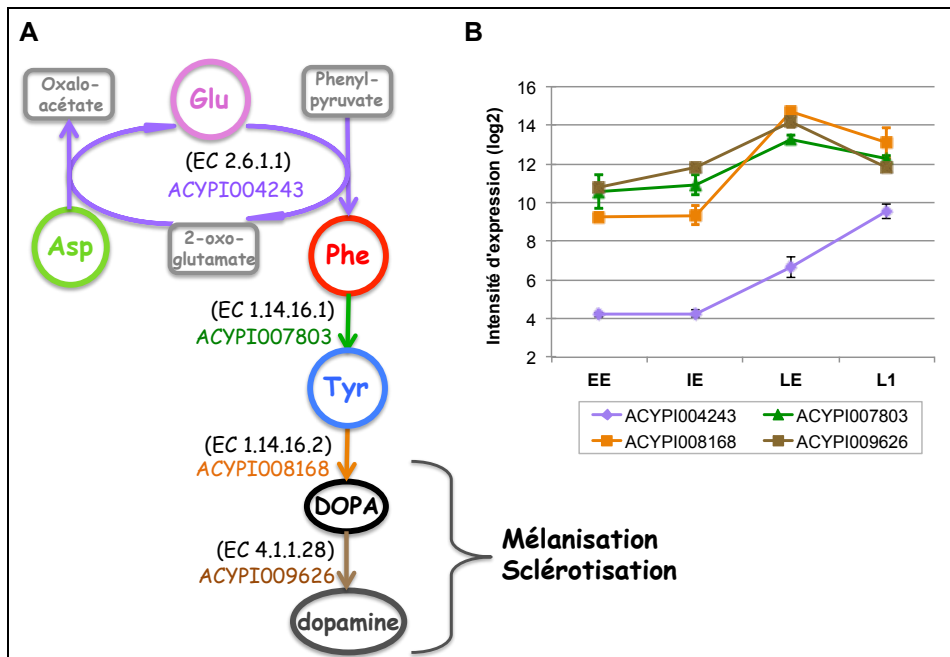 A
Oxalo-
acétate
Glu
Phenyl-
pyruvate
(EC 2.6.1.1)
ACYPI004243
Asp
2-oxo-
glutamate
Phe
(EC 1.14.16.1)
ACYPI007803
Tyr
(EC 1.14.16.2)
ACYPI008168
DOPA
(EC 4.1.1.28)
ACYPI009626
dopamine
Mélanisation
Sclérotisation
B
Intensité d'expression (log2)
16
14
12
10
8
6
4
2
EE IE LE L1
ACYPI004243 ACYPI007803
ACYPI008168 ACYPI009626